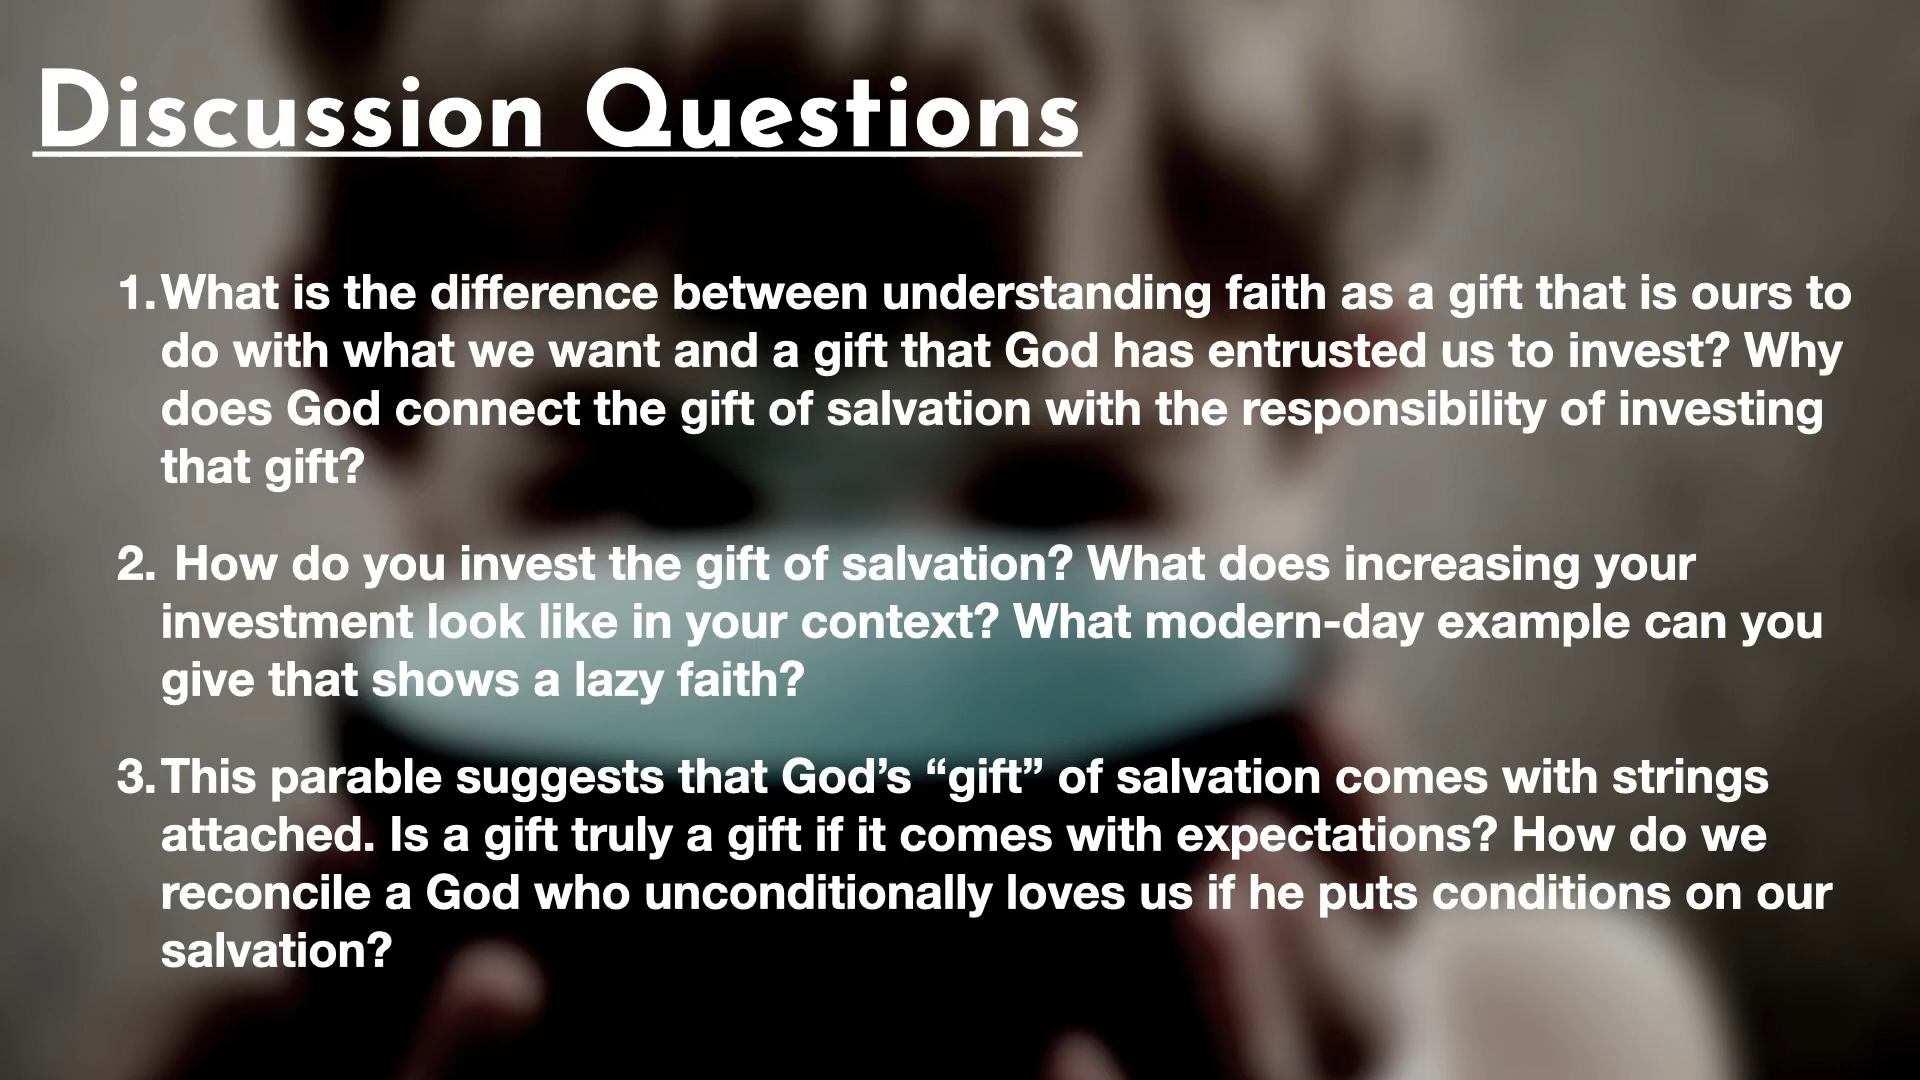 Discussion Questions
1. What is the difference between understanding faith as a gift that is ours to
do with what we want and a gift that God has entrusted us to invest? Why
does God connect the gift of salvation with the responsibility of investing
that gift?
2. How do you invest the gift of salvation? What does increasing your
investment look like in your context? What modern-day example can you
give that shows a lazy faith?
3. This parable suggests that God’s “gift” of salvation comes with strings
attached. Is a gift truly a gift if it comes with expectations? How do we
reconcile a God who unconditionally loves us if he puts conditions on our
salvation?